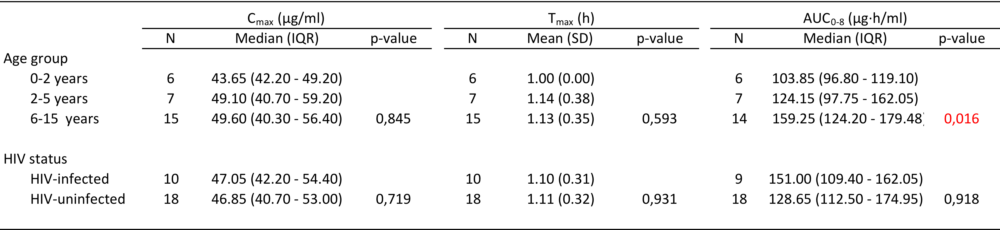 Cmax (µg/ml) Tmax (h) AUC0-8 (µg·h/ml)
N Median (IQR) p-value N Mean (SD) p-value N Median (IQR) p-value
Age group
0-2 years 6 43.65 (42.20 - 49.20) 6 1.00 (0.00) 6 103.85 (96.80 - 119.10)
2-5 years 7 49.10 (40.70 - 59.20) 7 1.14 (0.38) 7 124.15 (97.75 - 162.05)
6-15 years 15 49.60 (40.30 - 56.40) 0,845 15 1.13 (0.35) 0,593 14 159.25 (124.20 - 179.48) 0,016
HIV status
HIV-infected 10 47.05 (42.20 - 54.40) 10 1.10 (0.31) 9 151.00 (109.40 - 162.05)
HIV-uninfected 18 46.85 (40.70 - 53.00) 0,719 18 1.11 (0.32) 0,931 18 128.65 (112.50 - 174.95) 0,918